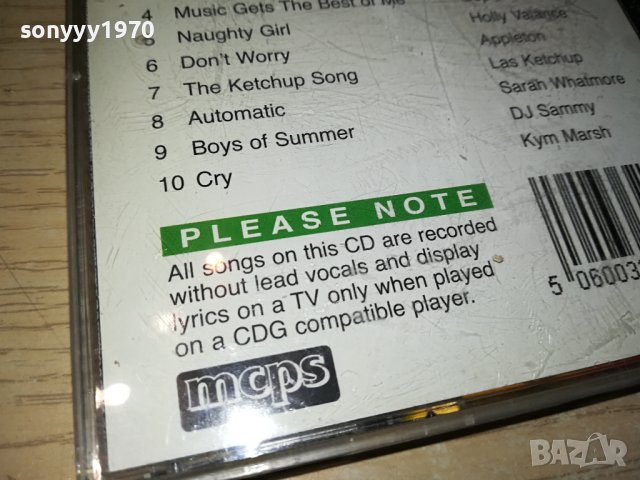 sonyyy1970
4 Music Gets The Best of Me
5 Naughty Girl Holly Valance
6 Don't Worry Appleton
7 The Ketchup Song Las Ketchup
8 Automatic Sarah Whatmore
9 Boys of Summer DJ Sammy
10 Cry Kym Marsh
PLEASE NOTE
All songs on this CD are recorded
without lead vocals and display
lyrics on a TV only when played
on a CDG compatible player.
mcps
5 06003
BAZAR